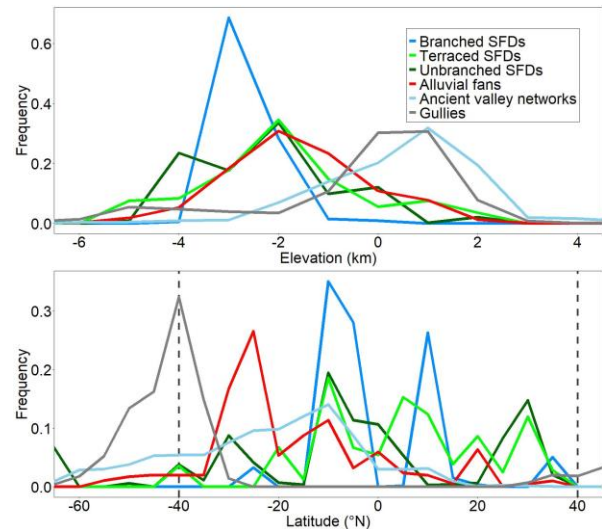 Frequency
0.6
0.4
0.2
0.0
Branched SFDs
Terraced SFDs
Unbranched SFDs
Alluvial fans
Ancient valley networks
Gullies
-6 -4 -2 0 2 4
Elevation (km)
Frequency
0.3
0.2
0.1
0.0
-60 -40 -20 0 20 40
Latitude (°N)